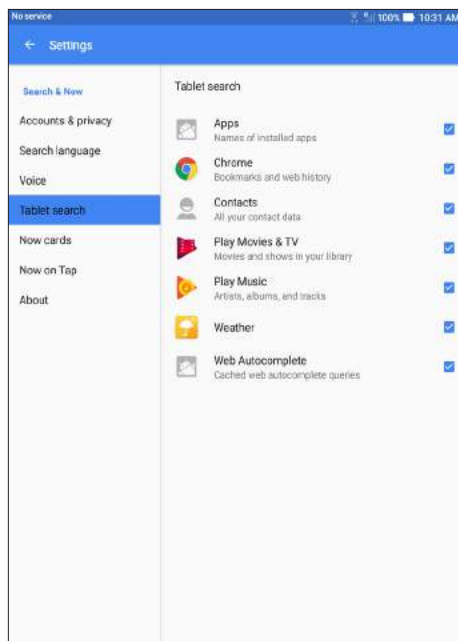 No service
100%
10:31 AM
Settings
Search & Now
Accounts & privacy
Search language
Voice
Tablet search
Now cards
Now on Tap
About
Tablet search
Apps
Names of installed apps
Chrome
Bookmarks and web history
Contacts
All your contact data
Play Movies & TV
Movies and shows in your library
Play Music
Artists, albums, and tracks
Weather
Web Autocomplete
Cached web autocomplete queries